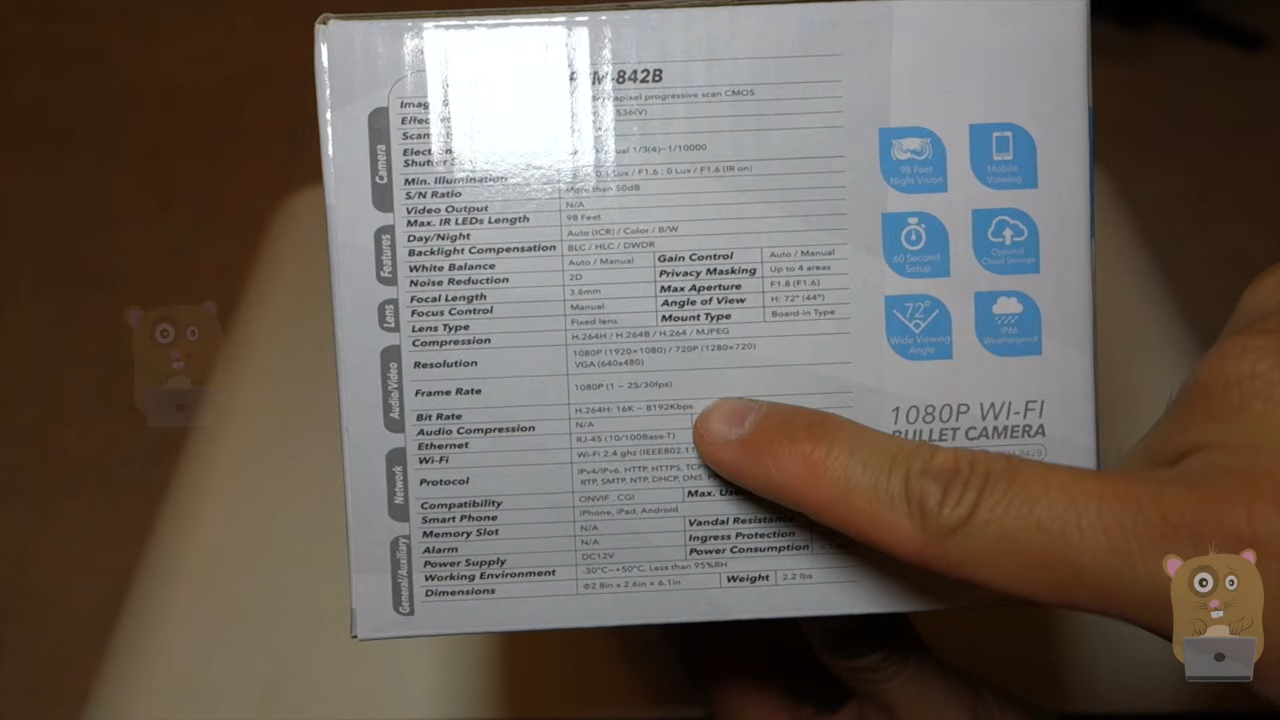 M-842B
Camera
apixel progressive scan CMOS
536(V)
1/3(4)~1/10000
Min. Illumination Lux / F1.6 ; 0 Lux / F1.6 (IR on)
S/N Ratio More than 50dB
Video Output N/A
Max. IR LEDs Length 98 Feet
Features
Day/Night Auto (ICR) / Color / B/W
Backlight Compensation BLC / HLC / DWDR
White Balance Auto / Manual Gain Control Auto / Manual
Noise Reduction 2D Privacy Masking Up to 4 areas
Lens
Focal Length 3.6mm Max Aperture F1.8 (F1.6)
Focus Control Manual Angle of View H: 72° (44°)
Lens Type Fixed lens Mount Type Board-in Type
Audio/Video
Compression H.264H / H.264B / H.264 / MJPEG
Resolution 1080P (1920×1080) / 720P (1280×720)
VGA (640x480)
Frame Rate 1080P (1 ~ 25/30fps)
Bit Rate H.264H: 16K ~ 8192Kbps
Audio Compression N/A
Network
Ethernet RJ-45 (10/100Base-T)
Wi-Fi Wi-Fi 2.4 ghz (IEEE802.11
Protocol IPv4/IPv6, HTTP, HTTPS, TCP
RTP, SMTP, NTP, DHCP, DNS,
Compatibility ONVIF, CGI Max.
Smart Phone iPhone, iPad, Android
General/Auxiliary
Memory Slot N/A Vandal Resistance
Alarm N/A Ingress Protection
Power Supply DC12V Power Consumption
Working Environment -30°C~+50°C, Less than 95%RH
Dimensions Φ2.8in x 2.6in × 6.1in Weight 2.2 lbs
98 Feet
Night Vision
Mobile
Viewing
60 Second
Setup
Optional
Cloud Storage
72°
Wide Viewing
Angle
IP66
Weatherproof
1080P WI-FI
BULLET CAMERA